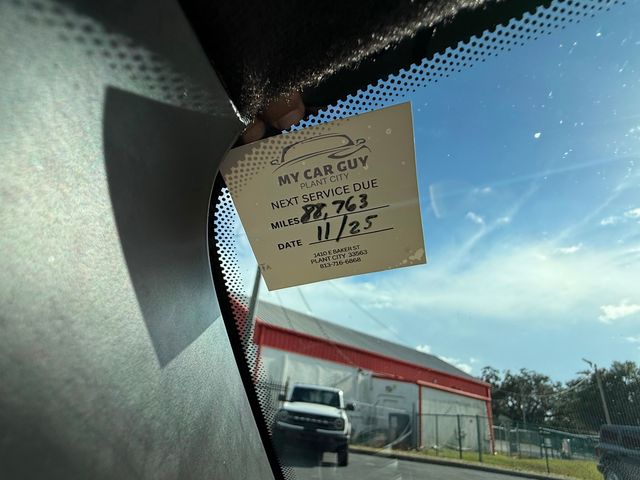 MY CAR GUY
PLANT CITY
NEXT SERVICE DUE
MILES 88,763
DATE 11/25
1410 E BAKER ST
PLANT CITY 33563
813-716-6868